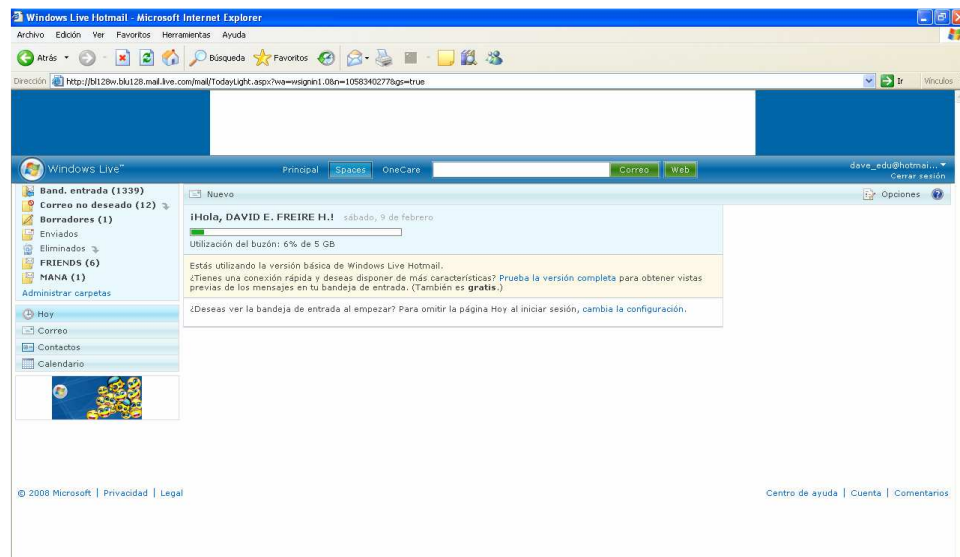 Windows Live Hotmail - Microsoft Internet Explorer
Archivo Edición Ver Favoritos Herramientas Ayuda
Atrás Búsqueda Favoritos
Dirección http://bl128w.blu128.mail.live.com/mail/TodayLight.aspx?wa=wsignin1.0&n=1058340277&gs=true Ir Vínculos
Windows Live™ Principal Spaces OneCare Correo Web dave_edu@hotmai...
Cerrar sesión
Band. entrada (1339)
Correo no deseado (12)
Borradores (1)
Enviados
Eliminados
FRIENDS (6)
MANA (1)
Administrar carpetas
Hoy
Correo
Contactos
Calendario
Nuevo Opciones
¡Hola, DAVID E. FREIRE H.! sábado, 9 de febrero
Utilización del buzón: 6% de 5 GB
Estás utilizando la versión básica de Windows Live Hotmail.
¿Tienes una conexión rápida y deseas disponer de más características? Prueba la versión completa para obtener vistas
previas de los mensajes en tu bandeja de entrada. (También es gratis.)
¿Deseas ver la bandeja de entrada al empezar? Para omitir la página Hoy al iniciar sesión, cambia la configuración.
© 2008 Microsoft | Privacidad | Legal Centro de ayuda | Cuenta | Comentarios